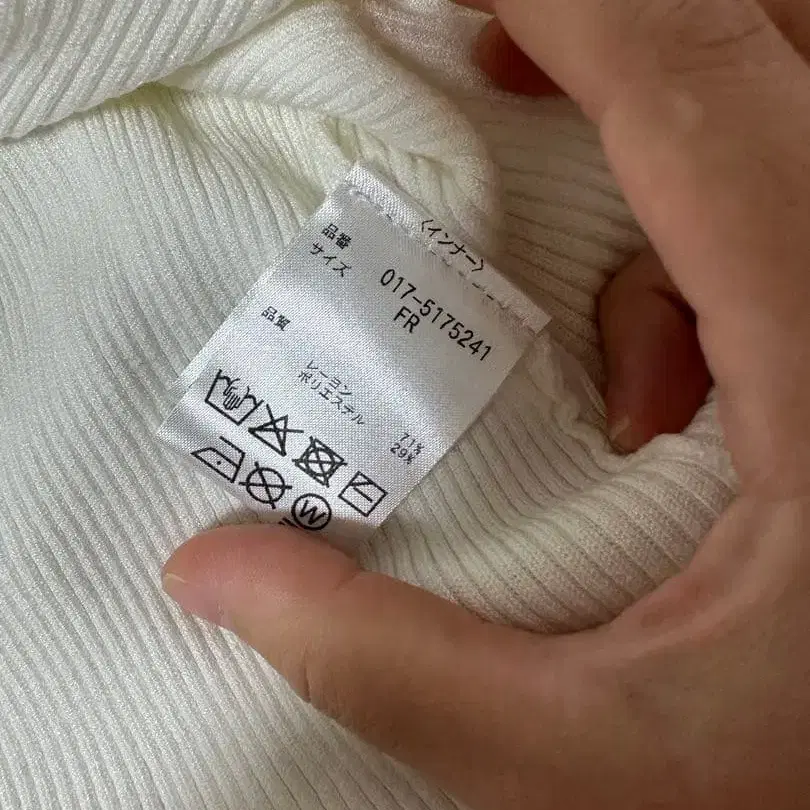 〈インナー〉
品番 017-5175241
サイズ FR
品質
レーヨン 71%
ポリエステル 29%
W